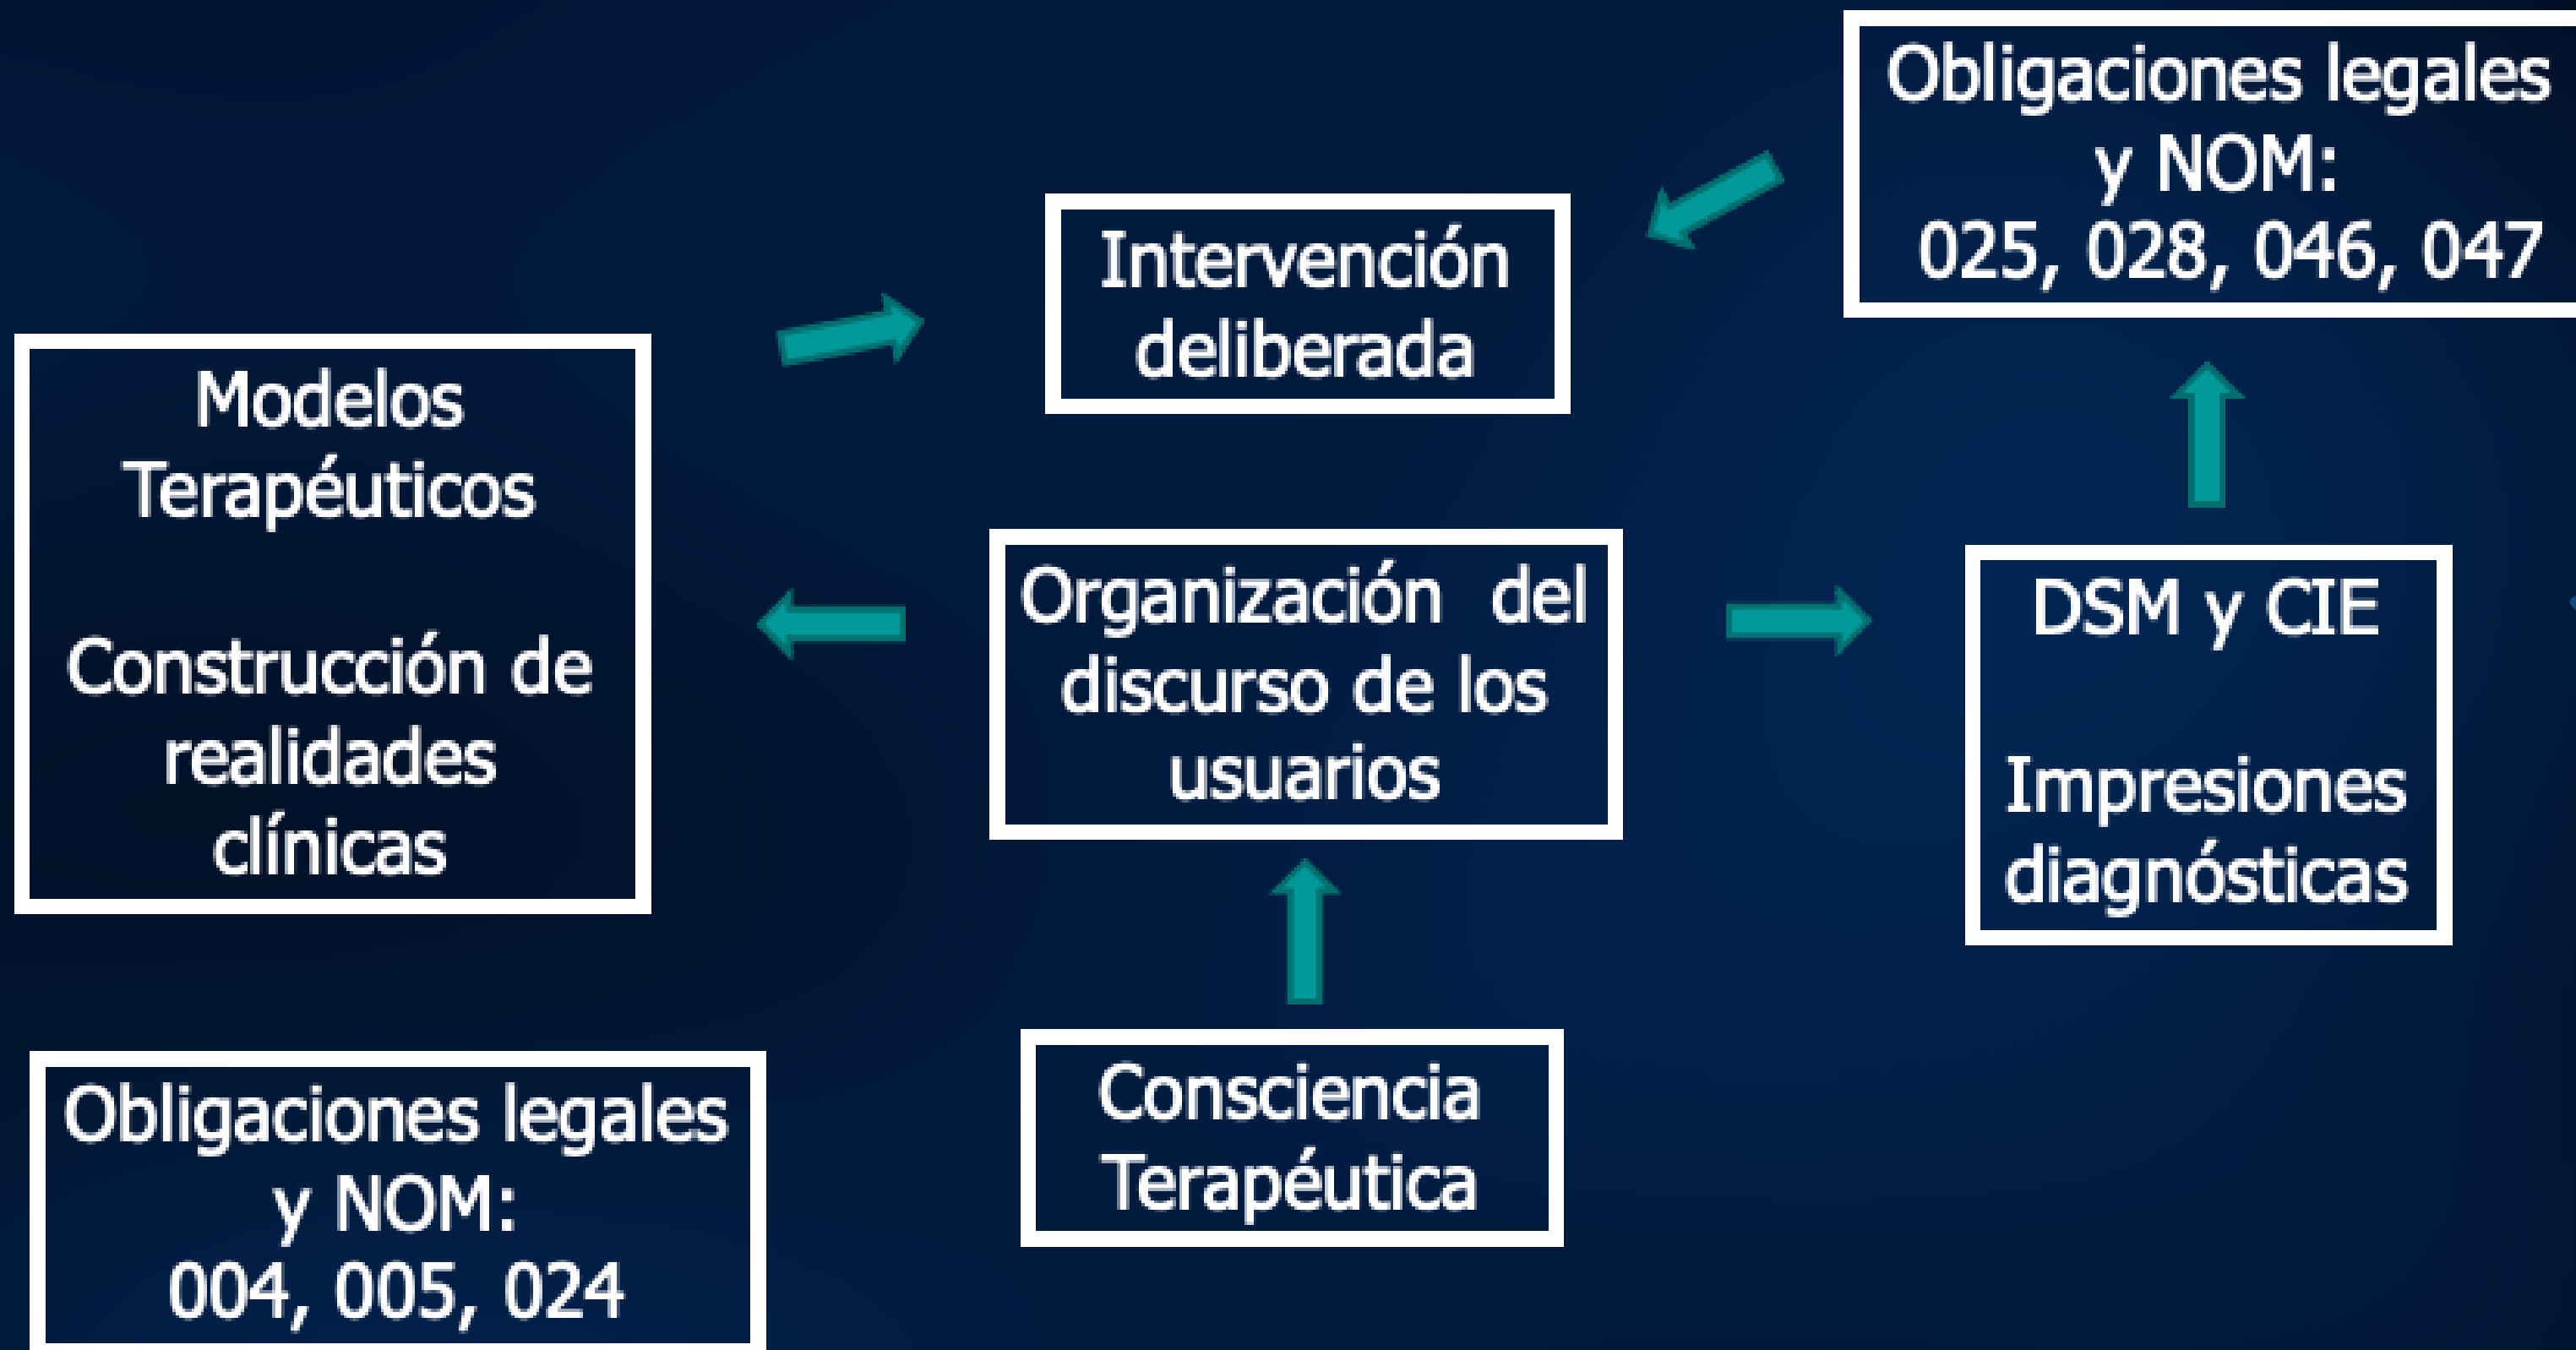 Obligaciones legales
y NOM:
025, 028, 046, 047
Intervención
deliberada
Modelos
Terapéuticos
Construcción de
realidades
clínicas
Organización del
discurso de los
usuarios
DSM y CIE
Impresiones
diagnósticas
Obligaciones legales
y NOM:
004, 005, 024
Consciencia
Terapéutica